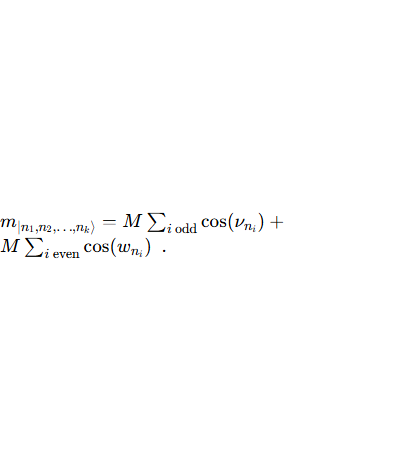 m_{|n_1,n_2,…,n_k⟩} = M ∑_{i odd} cos(ν_{n_i}) +
M ∑_{i even} cos(w_{n_i}) .